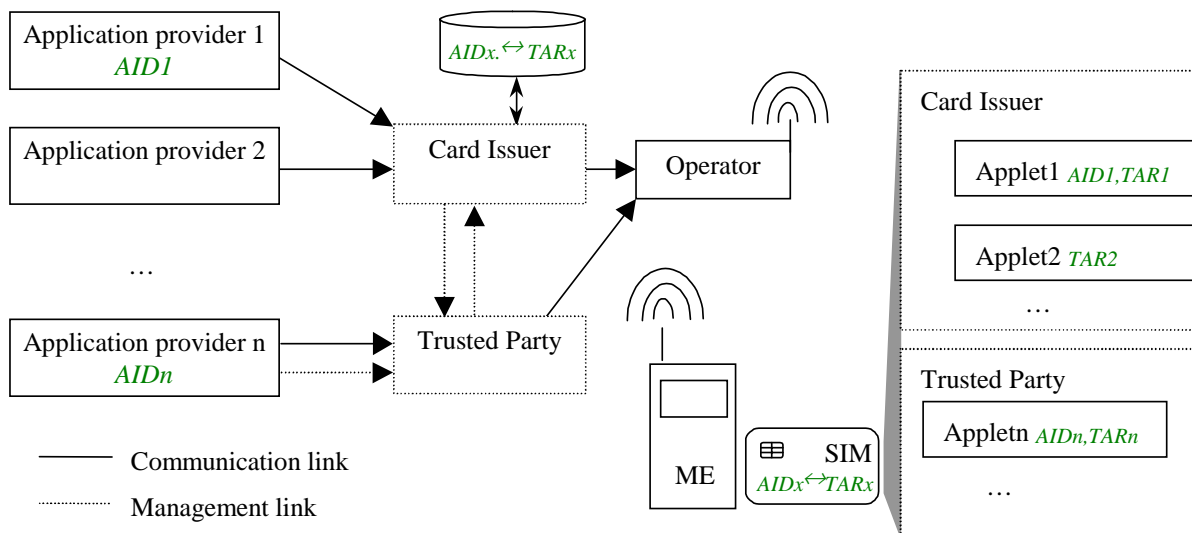 Application provider 1
AID1
AIDx.↔TARx
Application provider 2
Card Issuer
Operator
…
Application provider n
AIDn
Trusted Party
Communication link
Management link
ME
SIM
AIDx↔TARx
Card Issuer
Applet1 AID1,TAR1
Applet2 TAR2
…
Trusted Party
Appletn AIDn,TARn
…